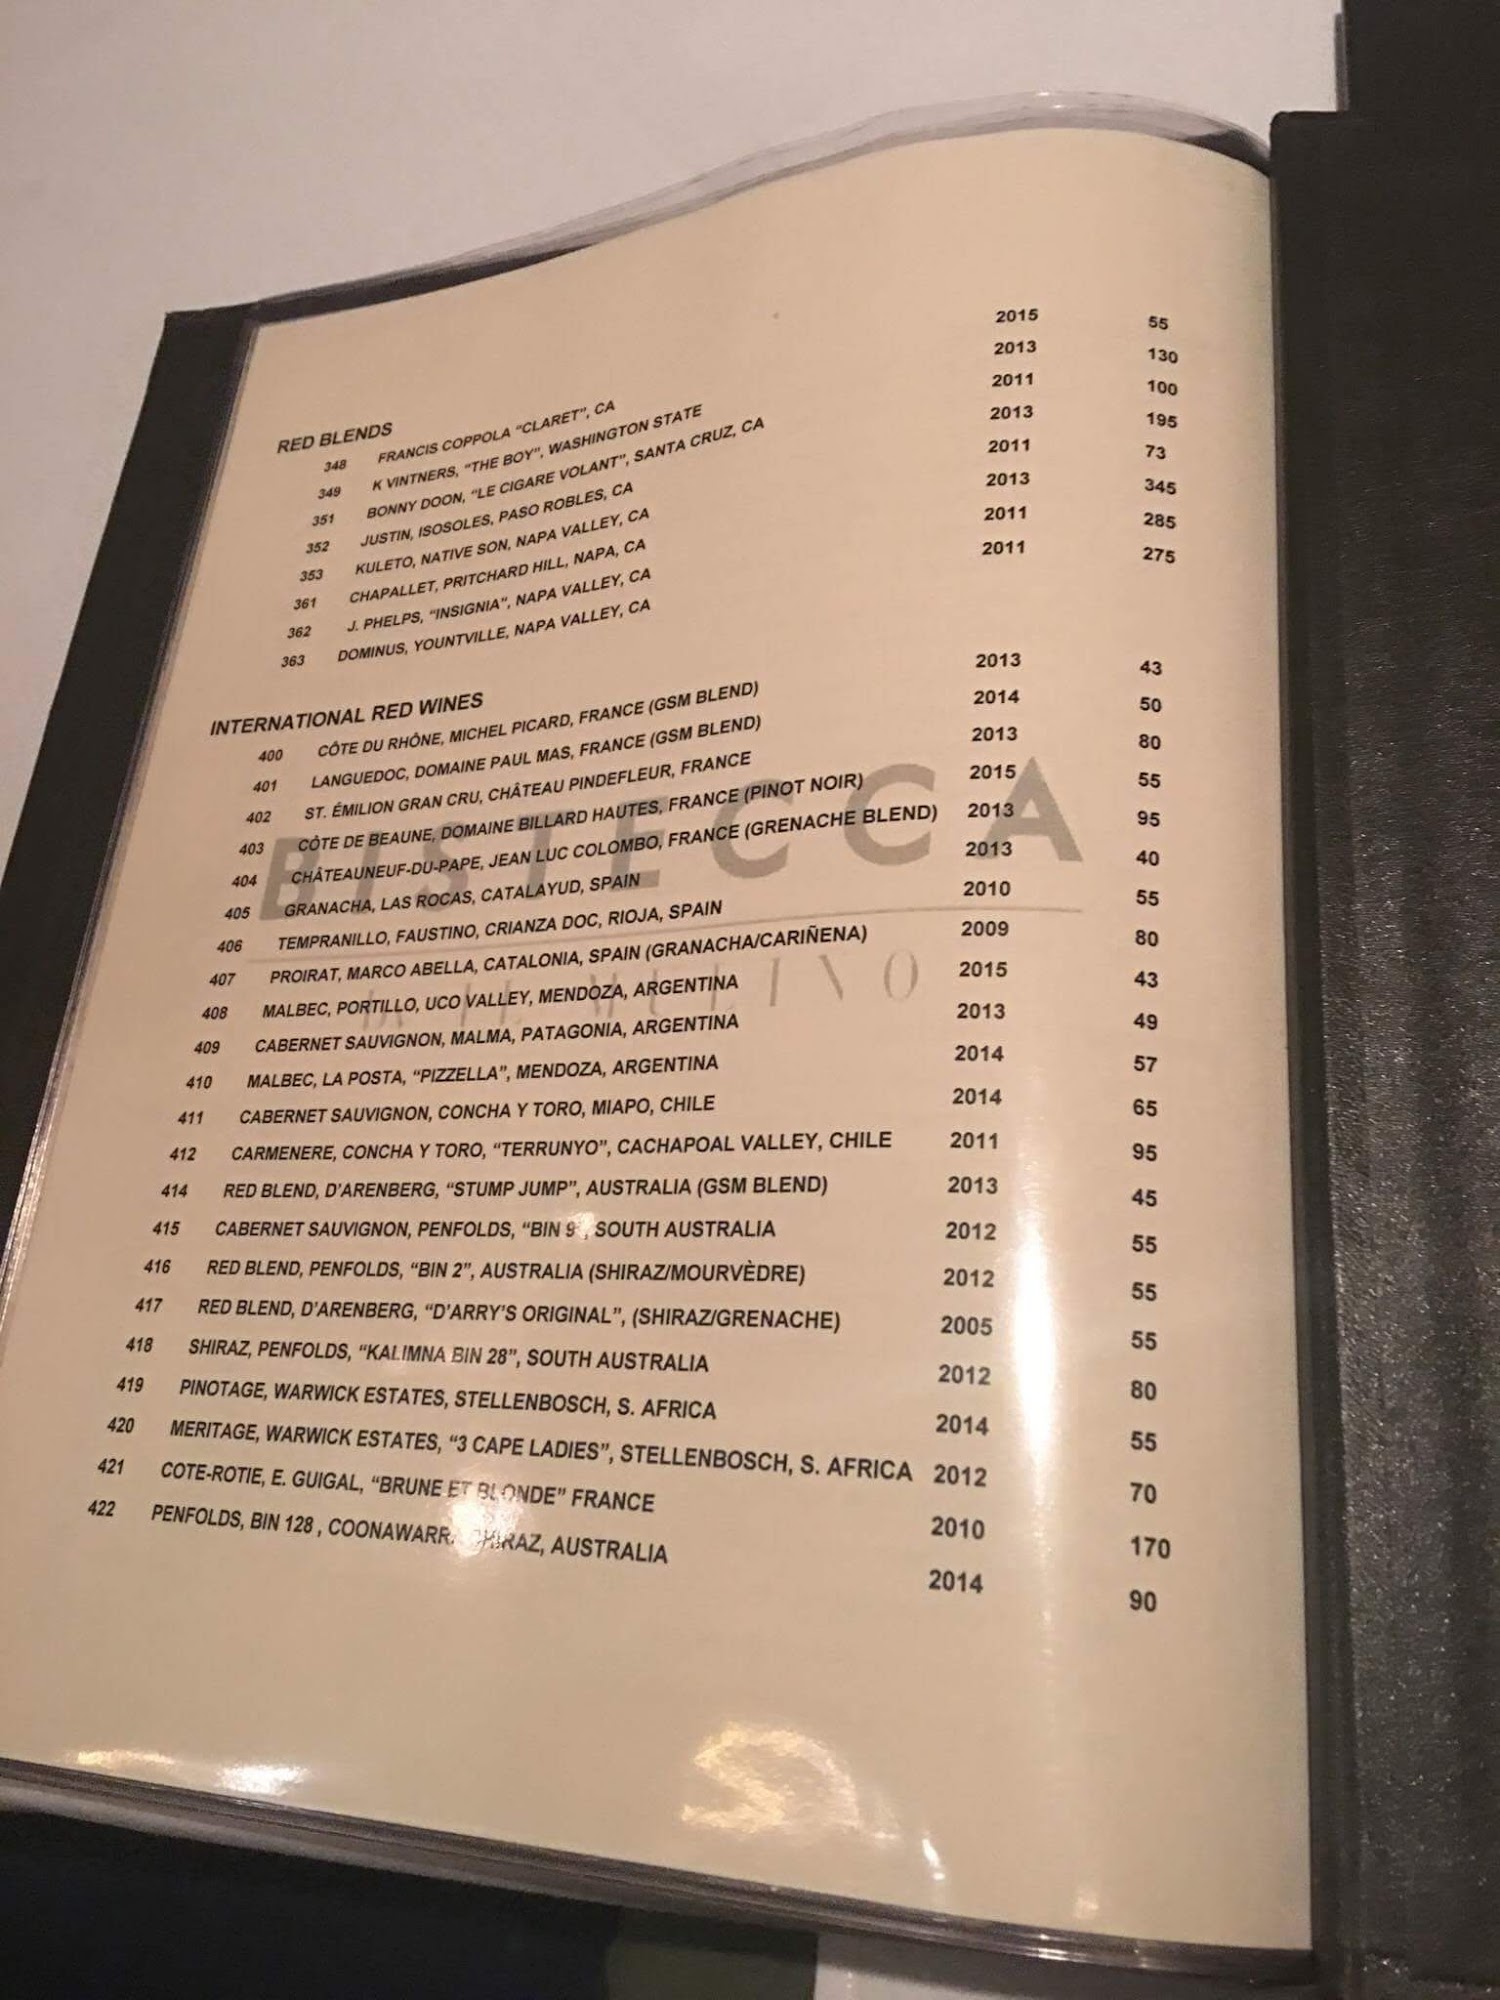 RED BLENDS
348 FRANCIS COPPOLA “CLARET”, CA 2015 55
349 K VINTNERS, “THE BOY”, WASHINGTON STATE 2013 130
351 BONNY DOON, “LE CIGARE VOLANT”, SANTA CRUZ, CA 2011 100
352 JUSTIN, ISOSOLES, PASO ROBLES, CA 2013 195
353 KULETO, NATIVE SON, NAPA VALLEY, CA 2011 73
361 CHAPALLET, PRITCHARD HILL, NAPA, CA 2013 345
362 J. PHELPS, “INSIGNIA”, NAPA VALLEY, CA 2011 285
363 DOMINUS, YOUNTVILLE, NAPA VALLEY, CA 2011 275
INTERNATIONAL RED WINES
400 CÔTE DU RHÔNE, MICHEL PICARD, FRANCE (GSM BLEND) 2013 43
401 LANGUEDOC, DOMAINE PAUL MAS, FRANCE (GSM BLEND) 2014 50
402 ST. ÉMILION GRAN CRU, CHÂTEAU PINDEFLEUR, FRANCE 2013 80
403 CÔTE DE BEAUNE, DOMAINE BILLARD HAUTES, FRANCE (PINOT NOIR) 2015 55
404 CHÂTEAUNEUF-DU-PAPE, JEAN LUC COLOMBO, FRANCE (GRENACHE BLEND) 2013 95
405 GRANACHA, LAS ROCAS, CATALAYUD, SPAIN 2013 40
406 TEMPRANILLO, FAUSTINO, CRIANZA DOC, RIOJA, SPAIN 2010 55
407 PROIRAT, MARCO ABELLA, CATALONIA, SPAIN (GRANACHA/CARIÑENA) 2009 80
408 MALBEC, PORTILLO, UCO VALLEY, MENDOZA, ARGENTINA 2015 43
409 CABERNET SAUVIGNON, MALMA, PATAGONIA, ARGENTINA 2013 49
410 MALBEC, LA POSTA, “PIZZELLA”, MENDOZA, ARGENTINA 2014 57
411 CABERNET SAUVIGNON, CONCHA Y TORO, MIAPO, CHILE 2014 65
412 CARMENERE, CONCHA Y TORO, “TERRUNYO”, CACHAPOAL VALLEY, CHILE 2011 95
414 RED BLEND, D’ARENBERG, “STUMP JUMP”, AUSTRALIA (GSM BLEND) 2013 45
415 CABERNET SAUVIGNON, PENFOLDS, “BIN 9”, SOUTH AUSTRALIA 2012 55
416 RED BLEND, PENFOLDS, “BIN 2”, AUSTRALIA (SHIRAZ/MOURVÈDRE) 2012 55
417 RED BLEND, D’ARENBERG, “D’ARRY’S ORIGINAL”, (SHIRAZ/GRENACHE) 2005 55
418 SHIRAZ, PENFOLDS, “KALIMNA BIN 28”, SOUTH AUSTRALIA 2012 80
419 PINOTAGE, WARWICK ESTATES, STELLENBOSCH, S. AFRICA 2014 55
420 MERITAGE, WARWICK ESTATES, “3 CAPE LADIES”, STELLENBOSCH, S. AFRICA 2012 70
421 COTE-ROTIE, E. GUIGAL, “BRUNE ET BLONDE” FRANCE 2010 170
422 PENFOLDS, BIN 128 , COONAWARRA SHIRAZ, AUSTRALIA 2014 90
BISTECCA
IL MULINO